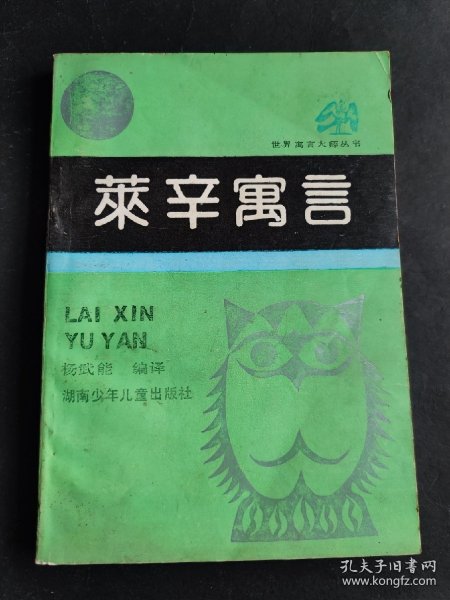 世界寓言大师丛书
萊辛寓言
LAI XIN
YU YAN
杨武能 编译
湖南少年儿童出版社
孔夫子旧书网
www.kongfz.com